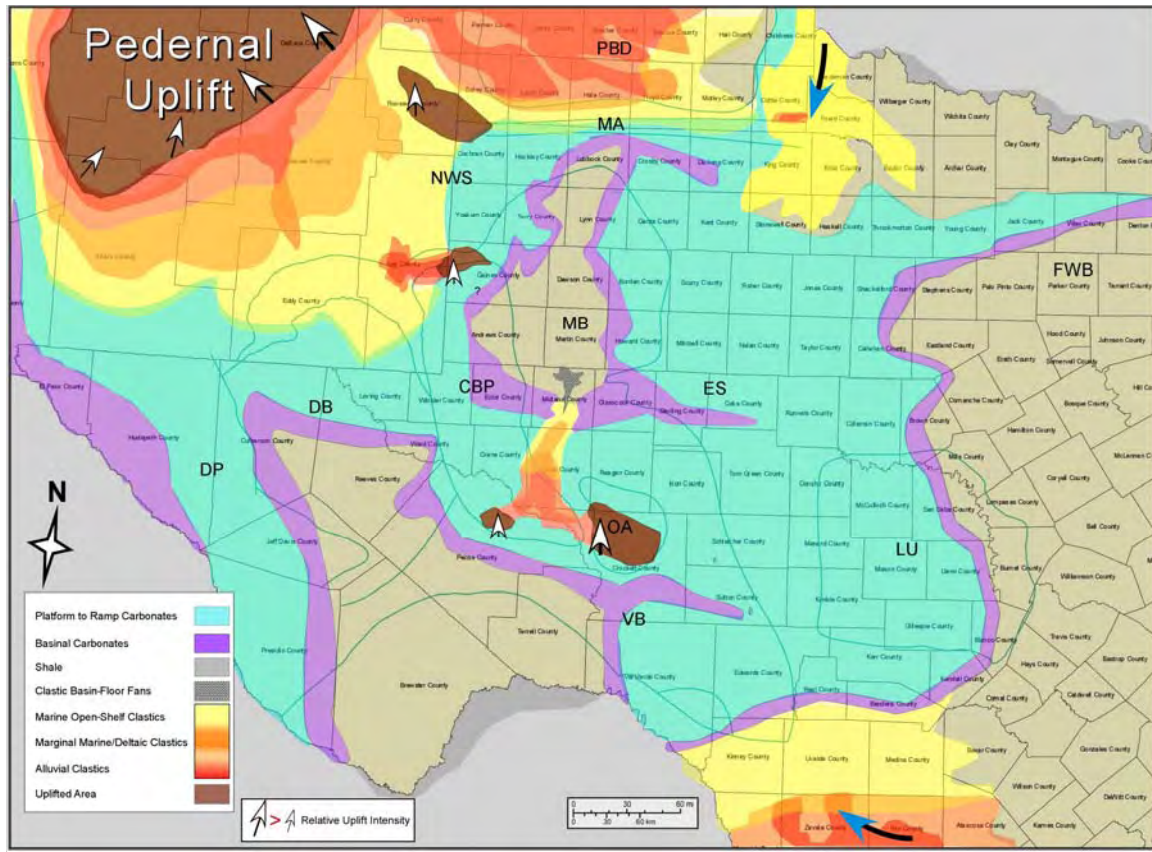 Pedernal
Uplift
PBD
MA
NWS
MB
CBP
ES
FWB
DB
DP
OA
LU
VB
N
?
Hall County
Childress County
Motley County
Wilbarger County
Wichita County
Clay County
Montague County
Cooke County
Archer County
King County
Cochran County
Hockley County
Lubbock County
Dickens County
Yoakum County
Terry County
Lynn County
Garza County
Kent County
Stonewall County
Haskell County
Throckmorton County
Young County
Jack County
Wise County
Gaines County
Dawson County
Borden County
Scurry County
Fisher County
Jones County
Shackelford County
Stephens County
Palo Pinto County
Parker County
Tarrant County
Eddy County
Andrews County
Martin County
Howard County
Mitchell County
Nolan County
Taylor County
Callahan County
Eastland County
Erath County
Hood County
Johnson County
Somervell County
Comanche County
Bosque County
Hamilton County
El Paso County
Hudspeth County
Culberson County
Loving County
Winkler County
Ector County
Midland County
Glasscock County
Sterling County
Coke County
Runnels County
Coleman County
Brown County
Mills County
Coryell County
Ward County
Crane County
Reagan County
Irion County
Tom Green County
Concho County
McCulloch County
San Saba County
Lampasas County
Bell County
Reeves County
Jeff Davis County
Pecos County
Crockett County
Schleicher County
Menard County
Mason County
Llano County
Burnet County
Williamson County
Sutton County
Kimble County
Gillespie County
Blanco County
Travis County
Bastrop County
Hays County
Presidio County
Brewster County
Terrell County
Val Verde County
Edwards County
Kerr County
Real County
Kendall County
Bandera County
Comal County
Caldwell County
Kinney County
Uvalde County
Medina County
Gonzales County
Wilson County
DeWitt County
Zavala County
Atascosa County
Karnes County
Platform to Ramp Carbonates
Basinal Carbonates
Shale
Clastic Basin-Floor Fans
Marine Open-Shelf Clastics
Marginal Marine/Deltaic Clastics
Alluvial Clastics
Uplifted Area
> Relative Uplift Intensity
0 30 60 mi
0 30 60 km